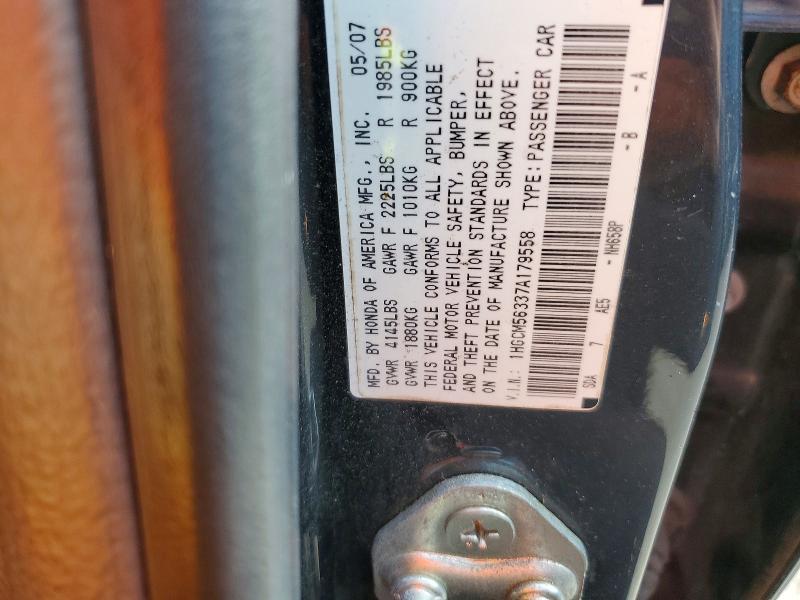 MFD. BY HONDA OF AMERICA MFG., INC. 05/07
GVWR 4145LBS GAWR F 2225LBS R 1985LBS
GVWR 1880KG GAWR F 1010KG R 900KG
THIS VEHICLE CONFORMS TO ALL APPLICABLE
FEDERAL MOTOR VEHICLE SAFETY, BUMPER,
AND THEFT PREVENTION STANDARDS IN EFFECT
ON THE DATE OF MANUFACTURE SHOWN ABOVE.
V.I.N.: 1HGCM56337A179558 TYPE: PASSENGER CAR
SDA 7 AE5 - NH658P - B - A